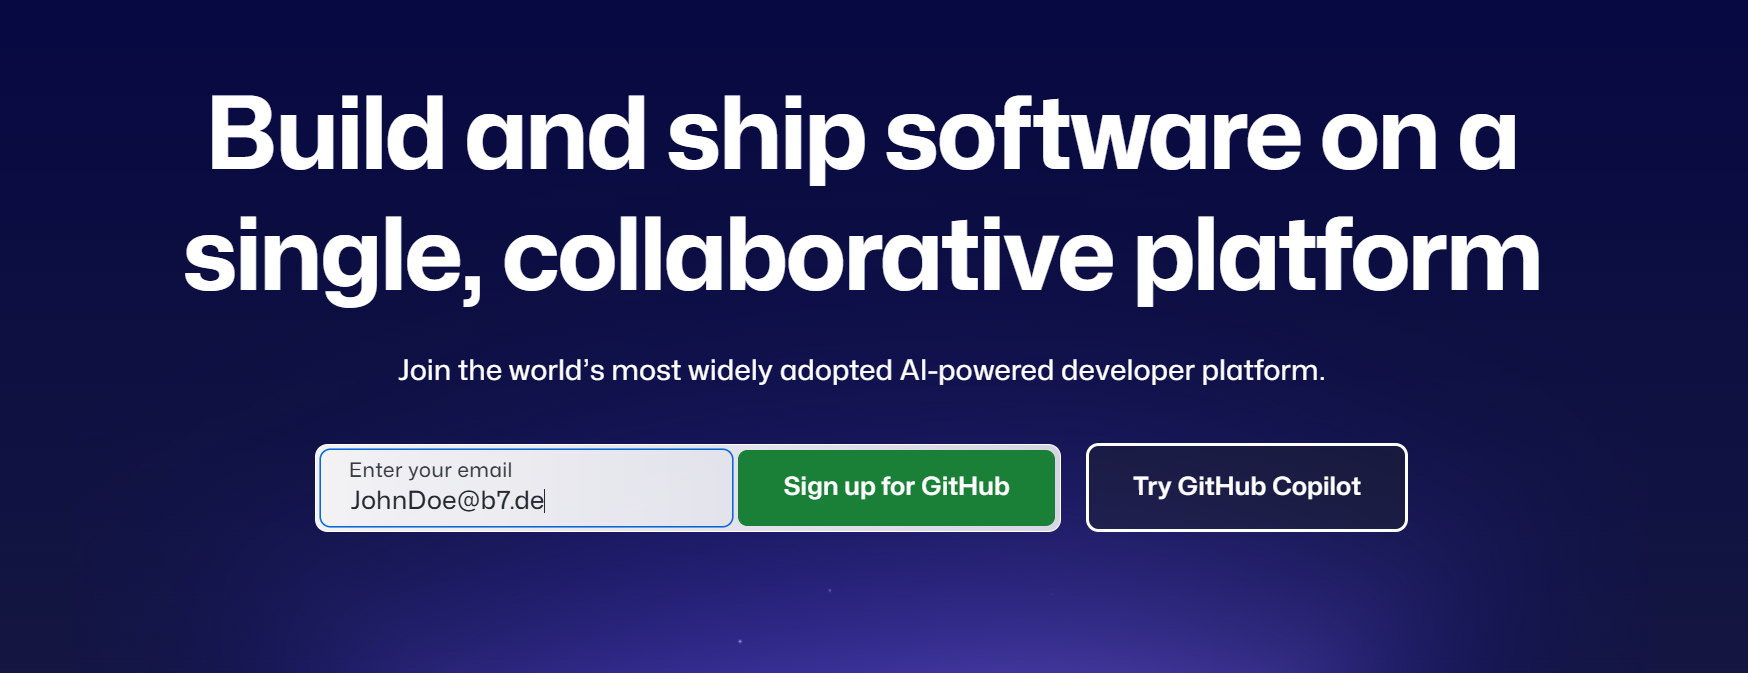 Build and ship software on a
single, collaborative platform
Join the world’s most widely adopted AI-powered developer platform.
Enter your email
JohnDoe@b7.de
Sign up for GitHub
Try GitHub Copilot